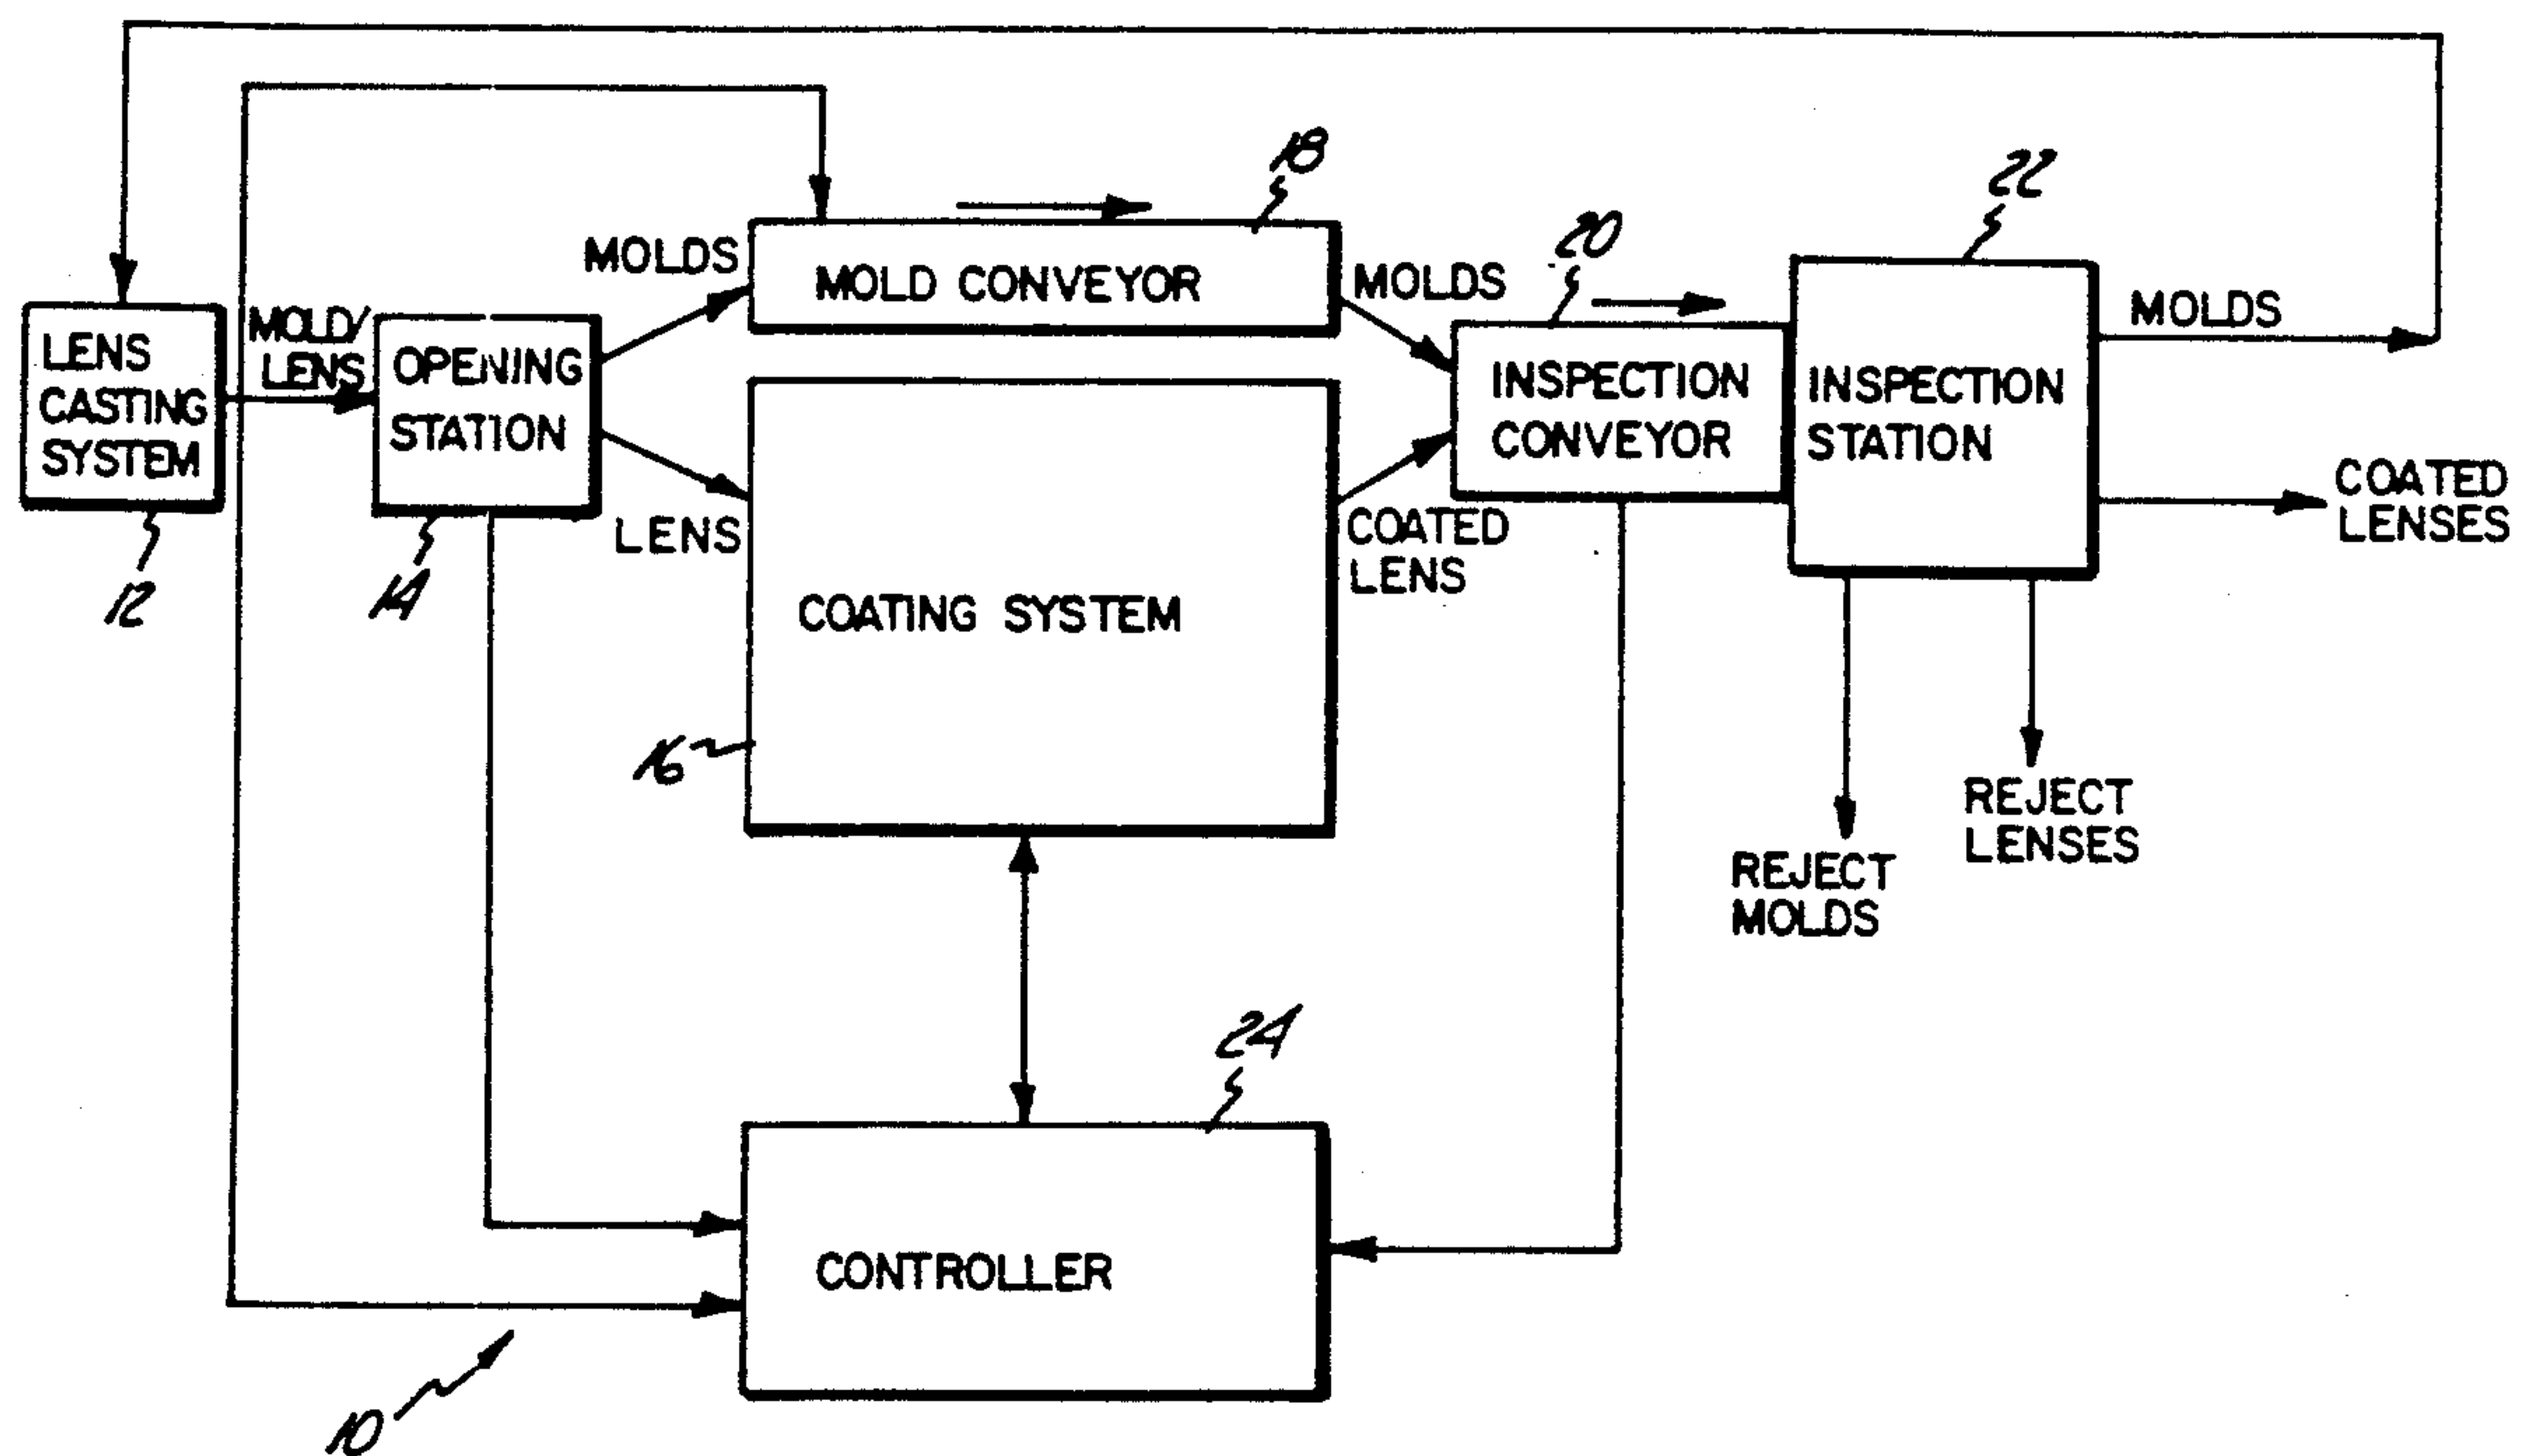 18
22
20
MOLDS
MOLD CONVEYOR
MOLDS
MOLDS
MOLD/
LENS
LENS
CASTING
SYSTEM
OPENING
STATION
INSPECTION
CONVEYOR
INSPECTION
STATION
COATED
LENSES
LENS
COATED
LENS
12
14
COATING SYSTEM
16
REJECT
LENSES
REJECT
MOLDS
24
CONTROLLER
10